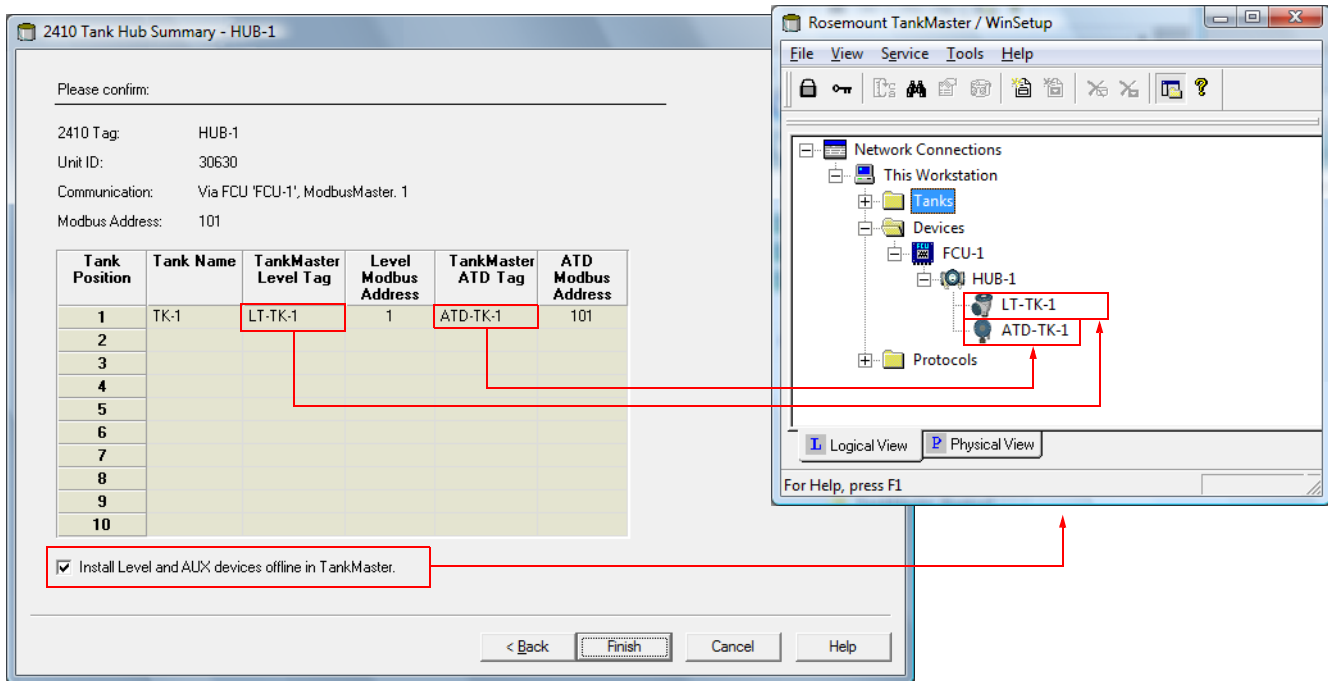 2410 Tank Hub Summary - HUB-1
Please confirm:
2410 Tag: HUB-1
Unit ID: 30630
Communication: Via FCU 'FCU-1', ModbusMaster. 1
Modbus Address: 101
Tank Position Tank Name TankMaster Level Tag Level Modbus Address TankMaster ATD Tag ATD Modbus Address
1 TK-1 LT-TK-1 1 ATD-TK-1 101
2
3
4
5
6
7
8
9
10
Install Level and AUX devices offline in TankMaster.
< Back Finish Cancel Help
Rosemount TankMaster / WinSetup
File View Service Tools Help
Network Connections
This Workstation
Tanks
Devices
FCU FCU-1
HUB-1
LT-TK-1
ATD-TK-1
Protocols
L Logical View P Physical View
For Help, press F1